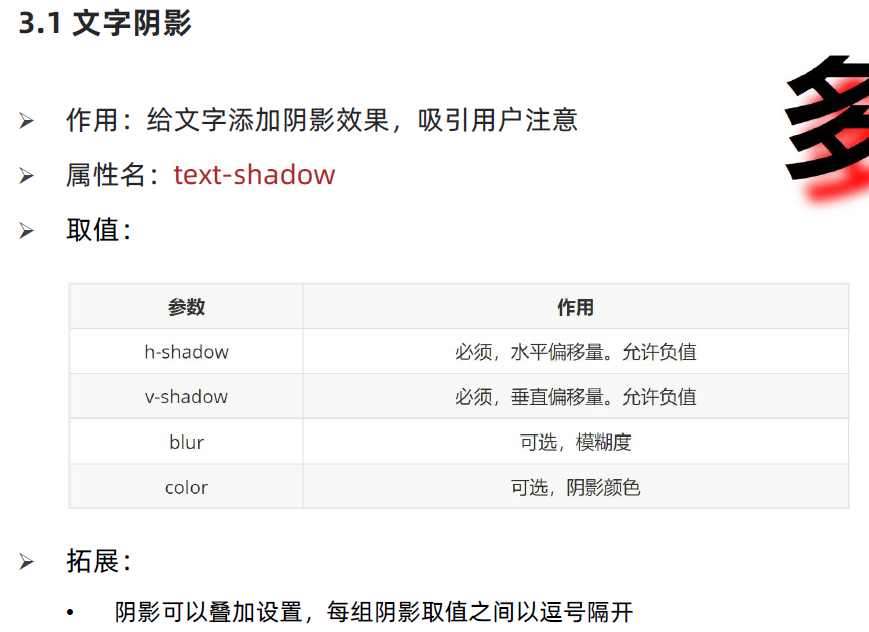 3.1 文字阴影
多
➢ 作用：给文字添加阴影效果，吸引用户注意
➢ 属性名：text-shadow
➢ 取值：
参数 作用
h-shadow 必须，水平偏移量。允许负值
v-shadow 必须，垂直偏移量。允许负值
blur 可选，模糊度
color 可选，阴影颜色
➢ 拓展：
• 阴影可以叠加设置，每组阴影取值之间以逗号隔开